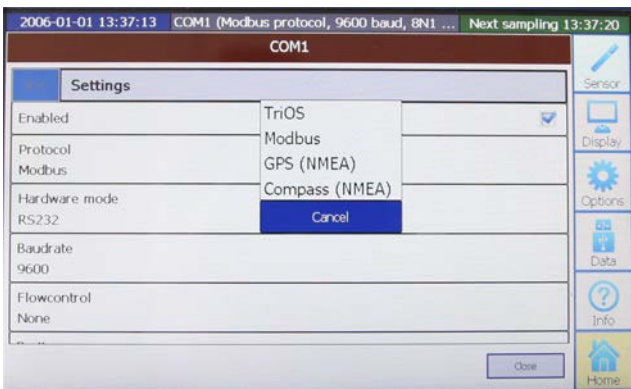 2006-01-01 13:37:13 COM1 (Modbus protocol, 9600 baud, 8N1 ... Next sampling 13:37:20
COM1
Settings
Sensor
Enabled
TriOS
Modbus
GPS (NMEA)
Compass (NMEA)
Cancel
Display
Protocol
Modbus
Hardware mode
RS232
Options
Baudrate
9600
Data
Flowcontrol
None
Info
Close
Home